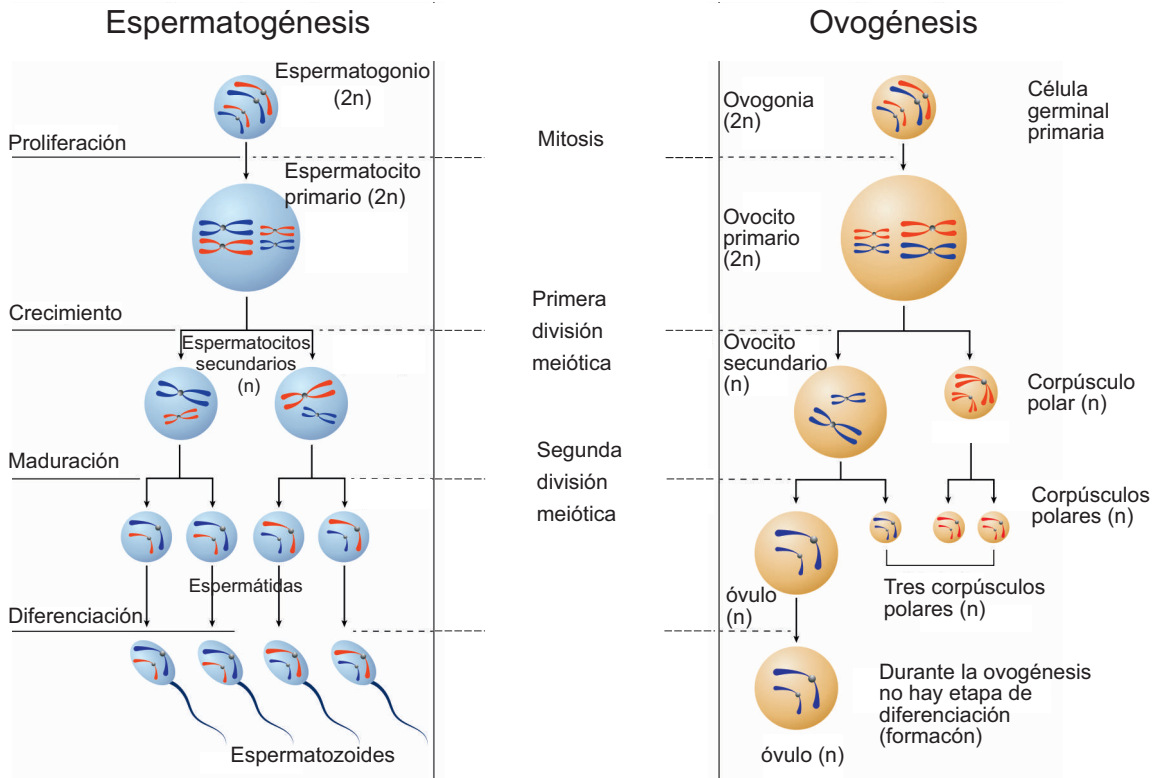 Espermatogénesis
Ovogénesis
Espermatogonio
(2n)
Ovogonia
(2n)
Célula
germinal
primaria
Proliferación
Mitosis
Espermatocito
primario (2n)
Ovocito
primario
(2n)
Crecimiento
Primera
división
meiótica
Espermatocitos
secundarios
(n)
Ovocito
secundario
(n)
Corpúsculo
polar (n)
Maduración
Segunda
división
meiótica
Corpúsculos
polares (n)
Espermátidas
óvulo
(n)
Tres corpúsculos
polares (n)
Diferenciación
Espermatozoides
óvulo (n)
Durante la ovogénesis
no hay etapa de
diferenciación
(formacón)